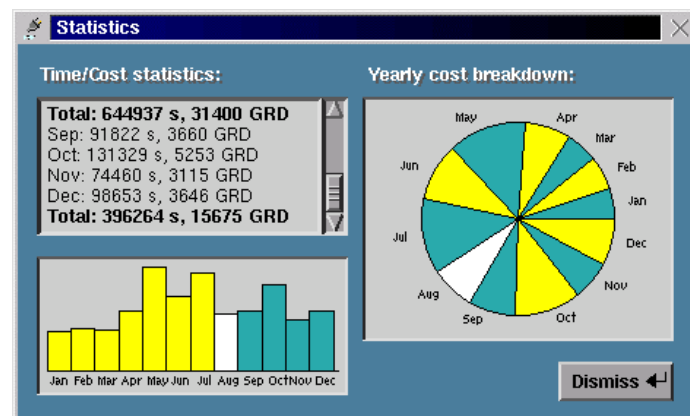 Statistics
Time/Cost statistics:
Total: 644937 s, 31400 GRD
Sep: 91822 s, 3660 GRD
Oct: 131329 s, 5253 GRD
Nov: 74460 s, 3115 GRD
Dec: 98653 s, 3646 GRD
Total: 396264 s, 15675 GRD
Jan Feb Mar Apr May Jun Jul Aug Sep Oct Nov Dec
Yearly cost breakdown:
May
Apr
Mar
Jun
Feb
Jan
Jul
Dec
Aug
Nov
Sep
Oct
Dismiss